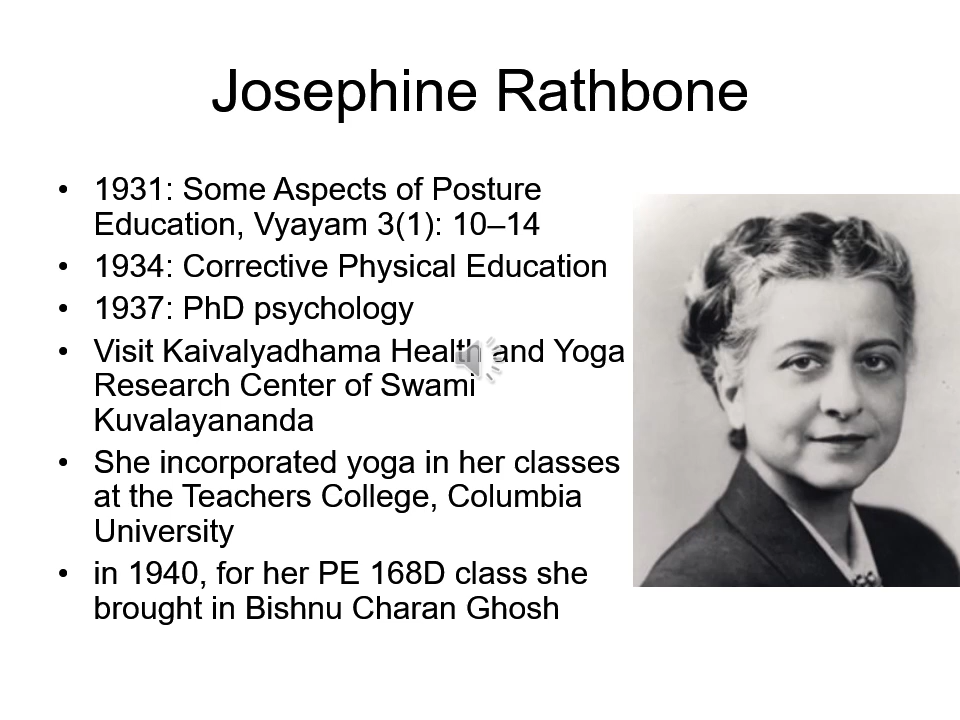 Josephine Rathbone
• 1931: Some Aspects of Posture
Education, Vyayam 3(1): 10–14
• 1934: Corrective Physical Education
• 1937: PhD psychology
• Visit Kaivalyadhama Health and Yoga
Research Center of Swami
Kuvalayananda
• She incorporated yoga in her classes
at the Teachers College, Columbia
University
• in 1940, for her PE 168D class she
brought in Bishnu Charan Ghosh